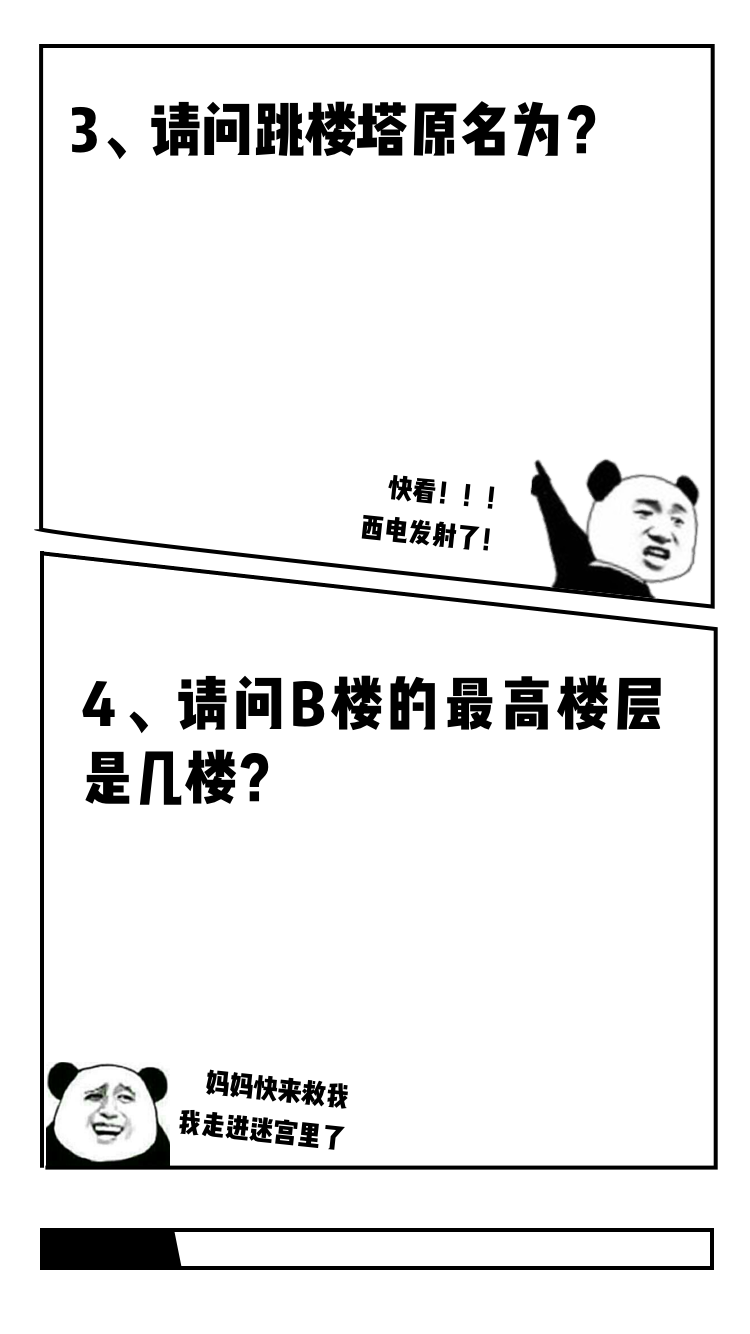 3、请问跳楼塔原名为？
快看！！！
西电发射了！
4、请问B楼的最高楼层
是几楼？
妈妈快来救我
我走进迷宫里了